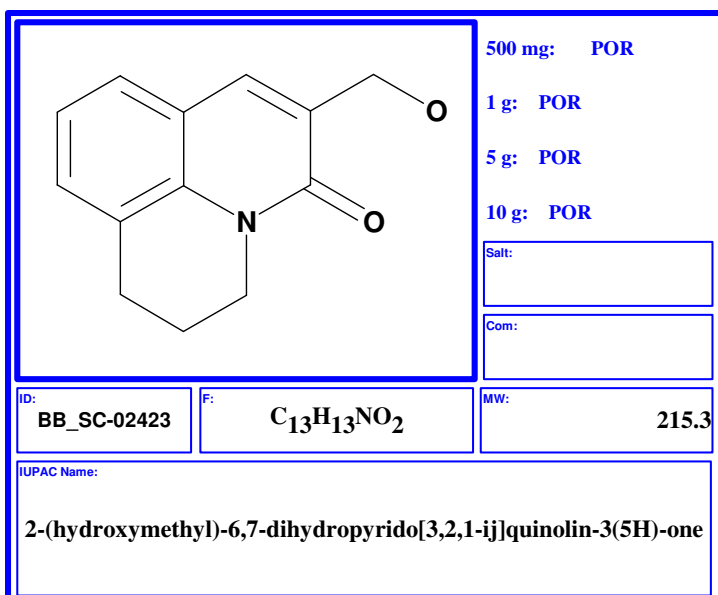 500 mg: POR
1 g: POR
5 g: POR
10 g: POR
O
N
O
Salt:
Com:
ID:
BB_SC-02423
F:
C13H13NO2
MW:
215.3
IUPAC Name:
2-(hydroxymethyl)-6,7-dihydropyrido[3,2,1-ij]quinolin-3(5H)-one